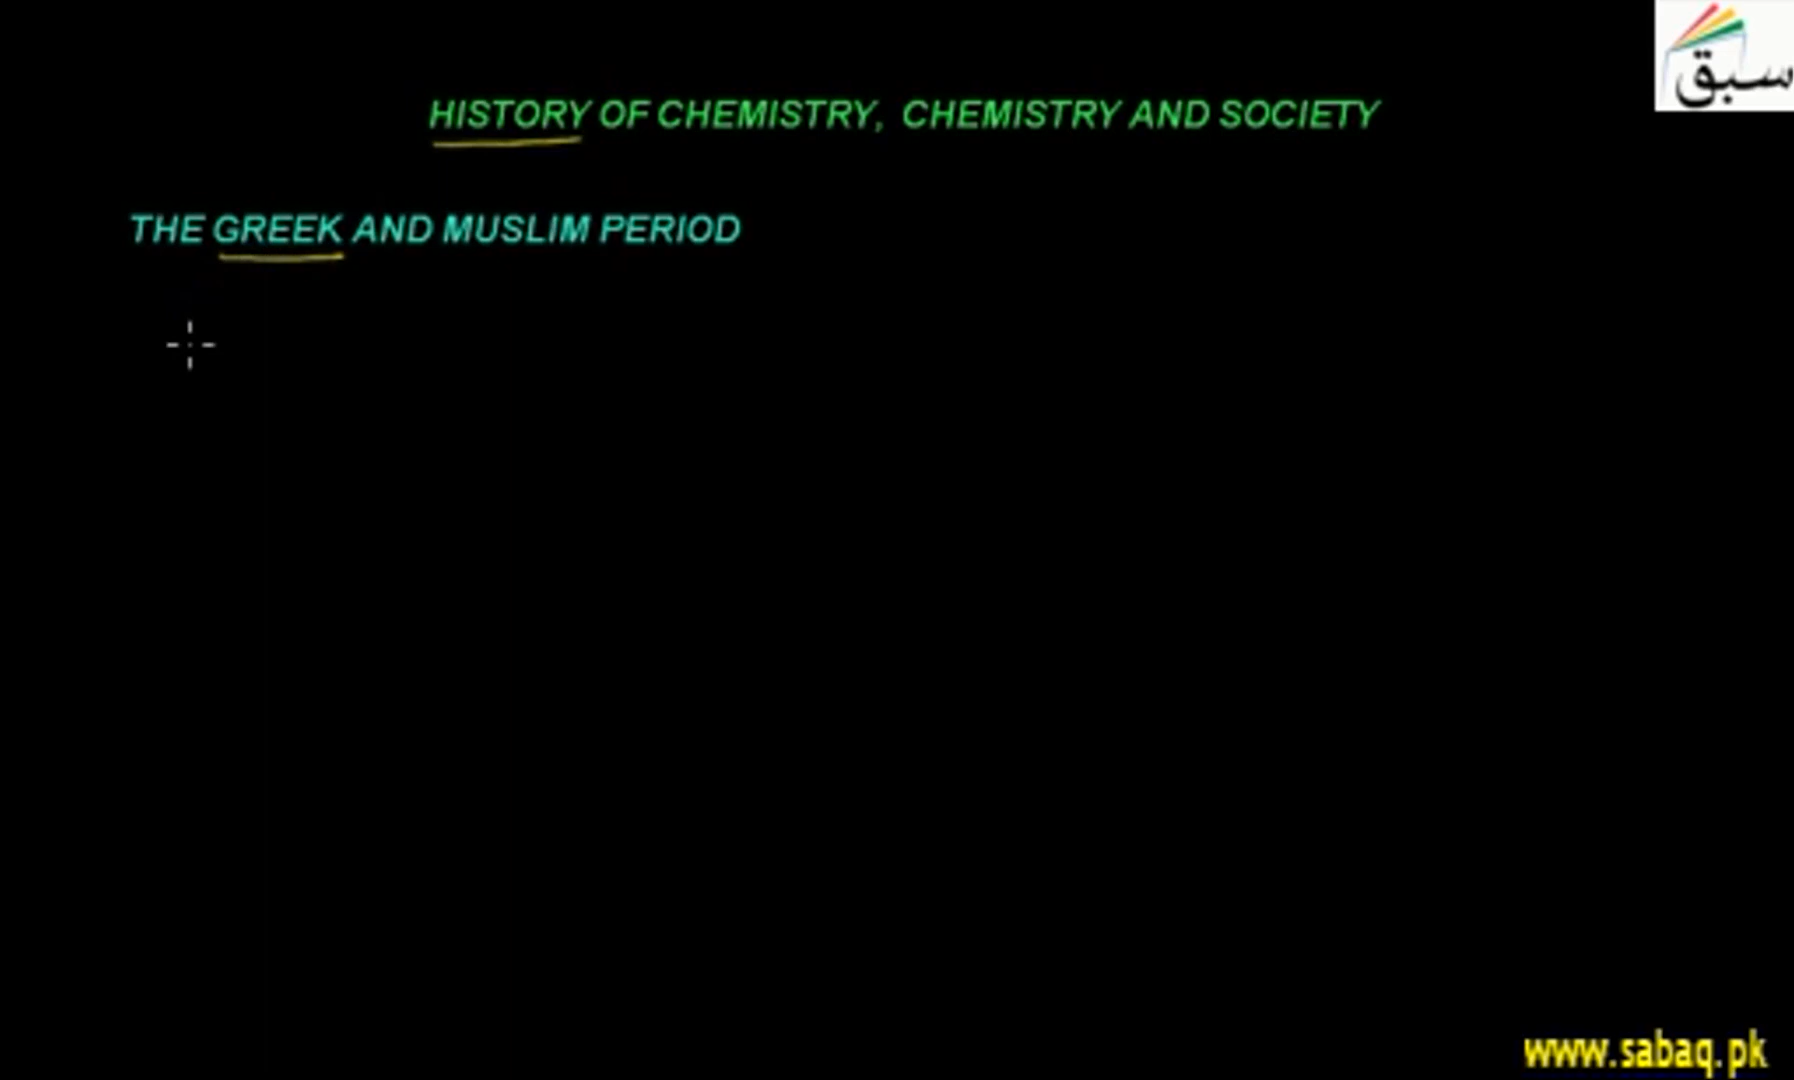 سبق
HISTORY OF CHEMISTRY, CHEMISTRY AND SOCIETY
THE GREEK AND MUSLIM PERIOD
www.sabaq.pk